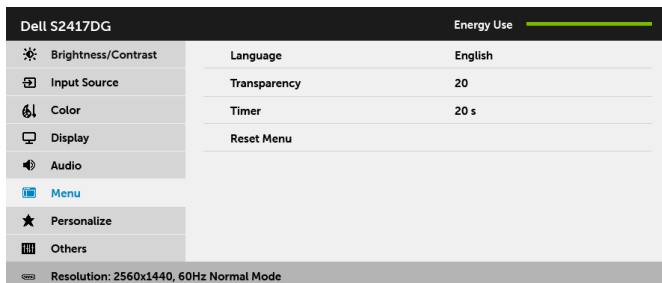 Dell S2417DG Energy Use
Brightness/Contrast Language English
Input Source Transparency 20
Color Timer 20 s
Display Reset Menu
Audio
Menu
Personalize
Others
Resolution: 2560x1440, 60Hz Normal Mode